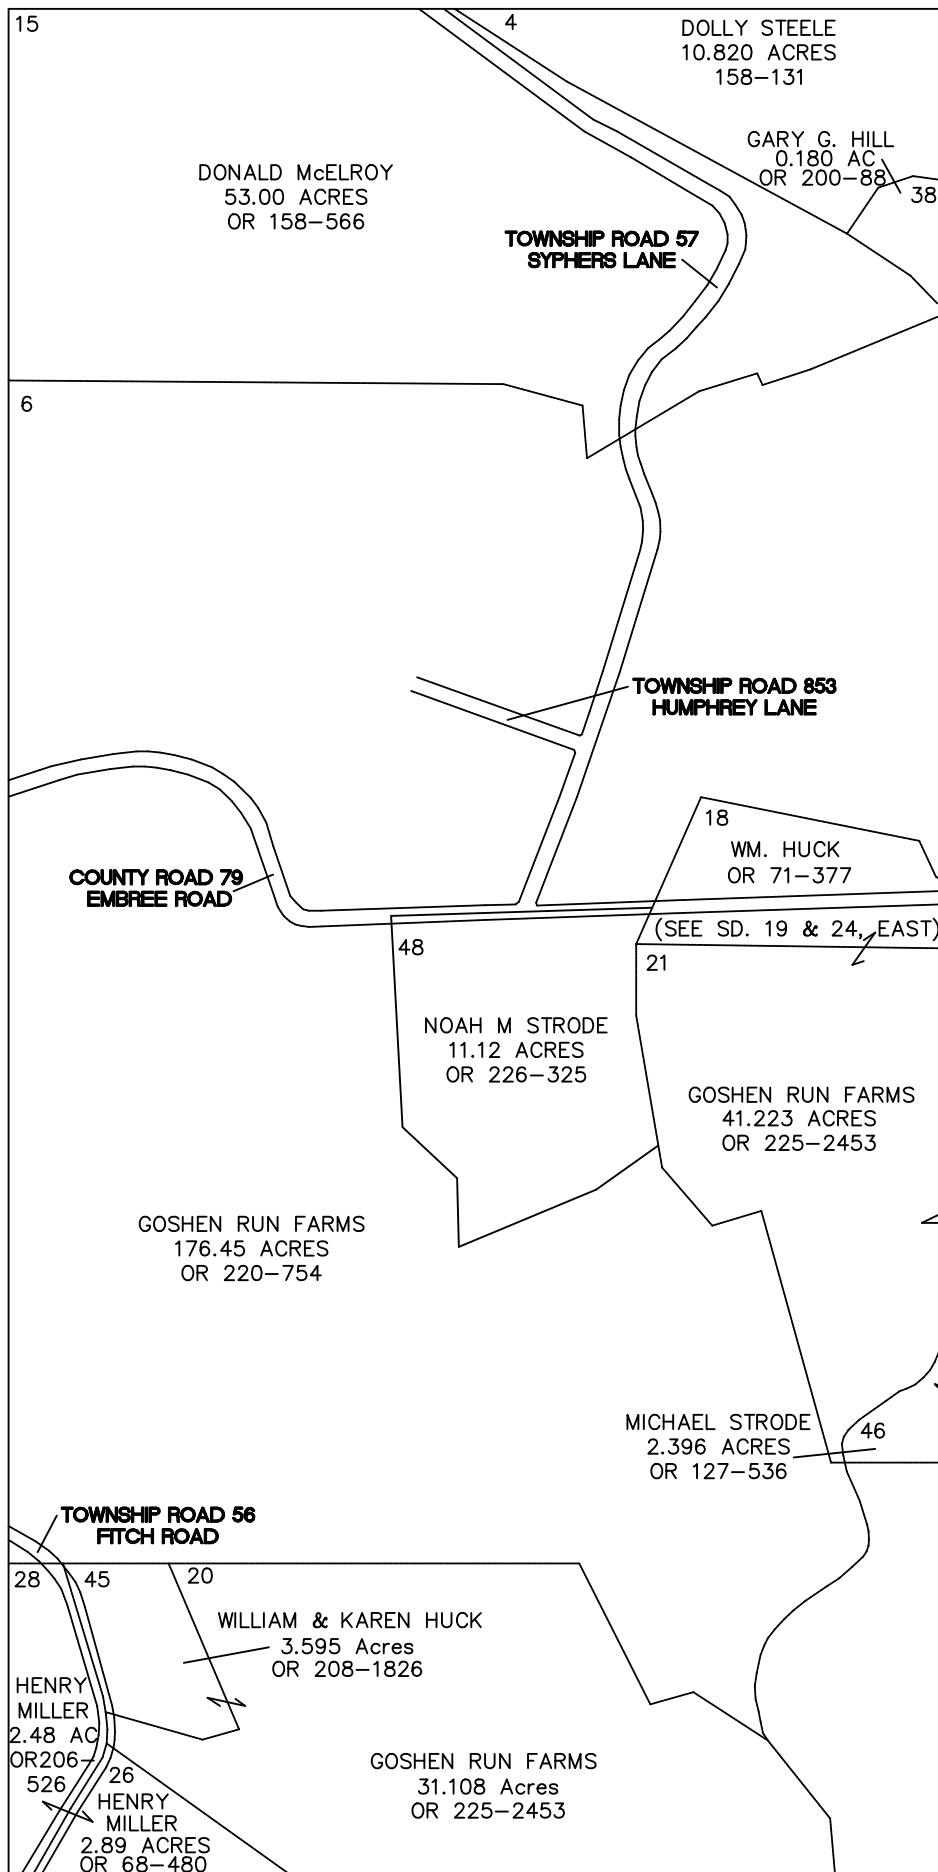 15
4
DOLLY STEELE
10.820 ACRES
158-131
GARY G. HILL
0.180 AC
OR 200-88
38
DONALD McELROY
53.00 ACRES
OR 158-566
TOWNSHIP ROAD 57
SYPHERS LANE
6
TOWNSHIP ROAD 853
HUMPHREY LANE
18
WM. HUCK
OR 71-377
COUNTY ROAD 79
EMBREE ROAD
(SEE SD. 19 & 24, EAST)
48
21
NOAH M STRODE
11.12 ACRES
OR 226-325
GOSHEN RUN FARMS
41.223 ACRES
OR 225-2453
GOSHEN RUN FARMS
176.45 ACRES
OR 220-754
MICHAEL STRODE
2.396 ACRES
OR 127-536
46
TOWNSHIP ROAD 56
FITCH ROAD
28
45
20
WILLIAM & KAREN HUCK
3.595 Acres
OR 208-1826
HENRY
MILLER
2.48 AC
OR206-
526
GOSHEN RUN FARMS
31.108 Acres
OR 225-2453
26
HENRY
MILLER
2.89 ACRES
OR 68-480